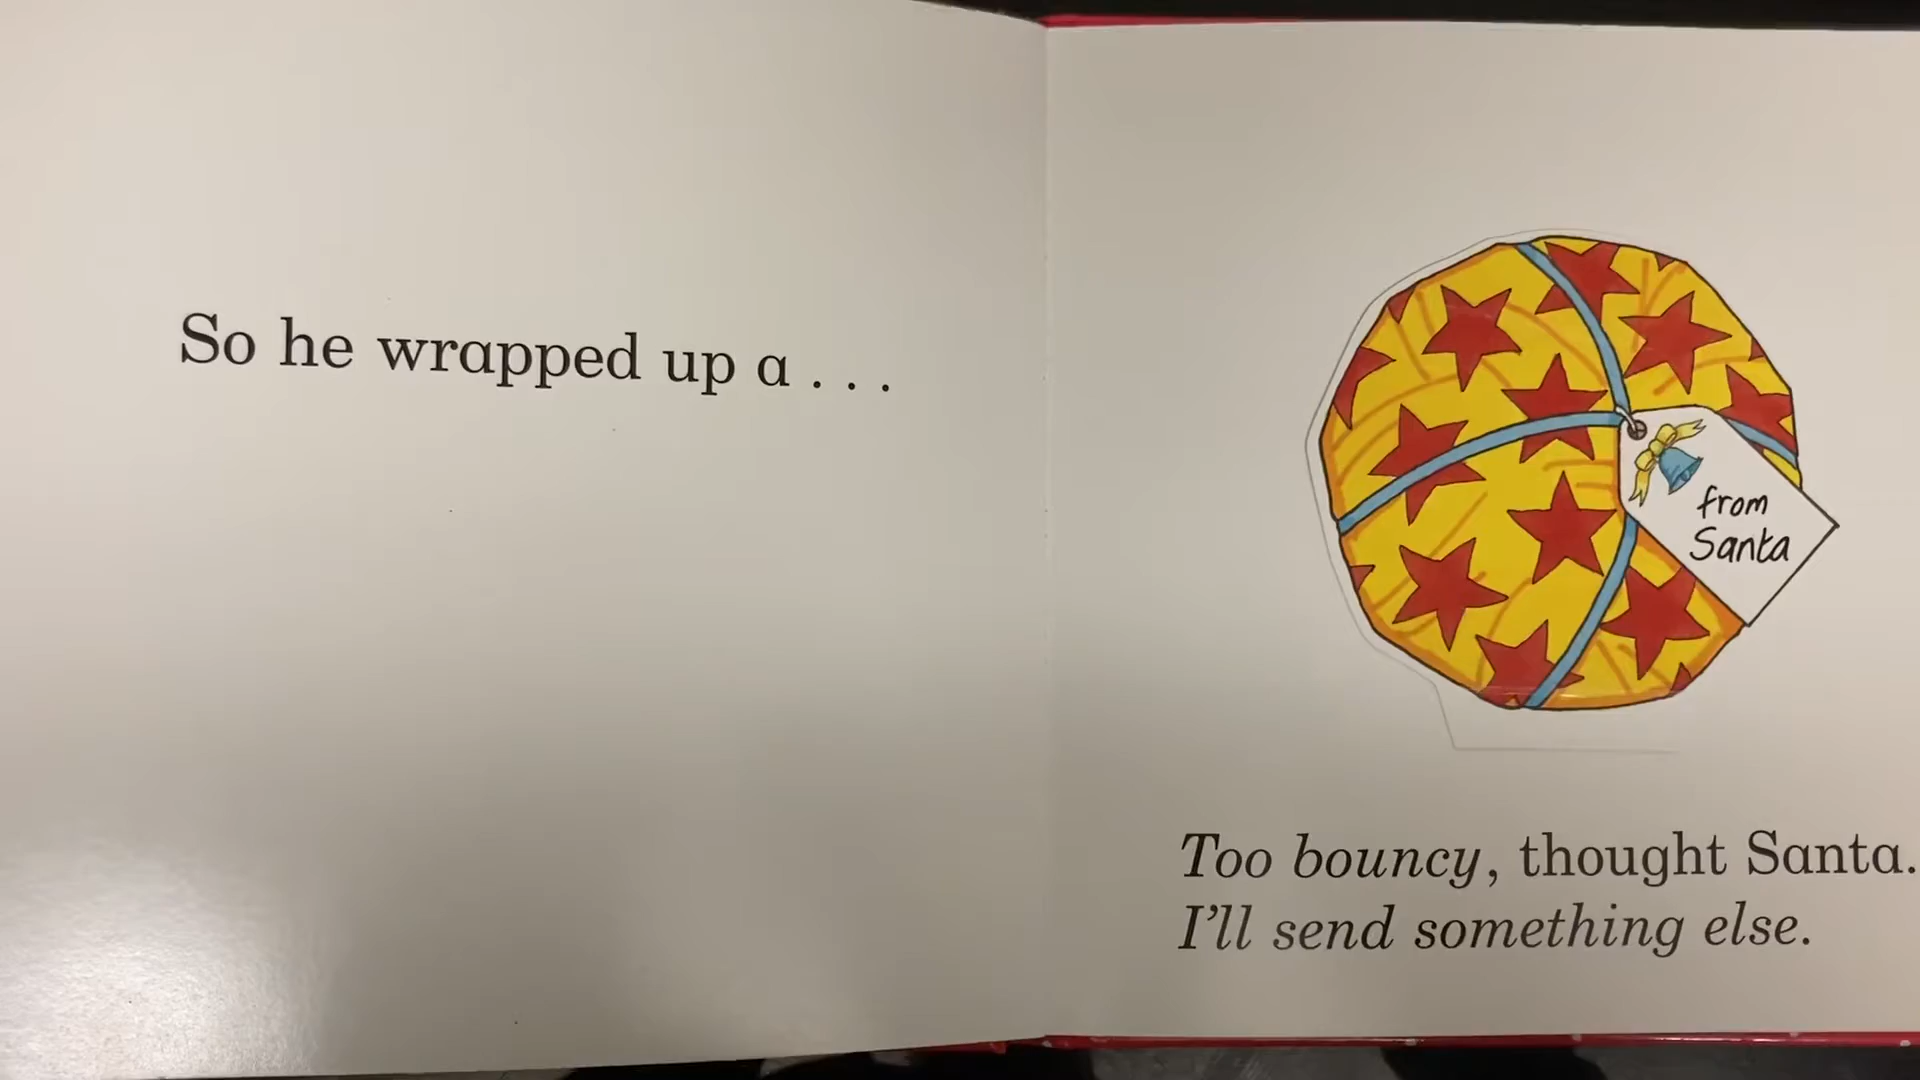 So he wrapped up a . . .
from
Santa
Too bouncy, thought Santa.
I'll send something else.